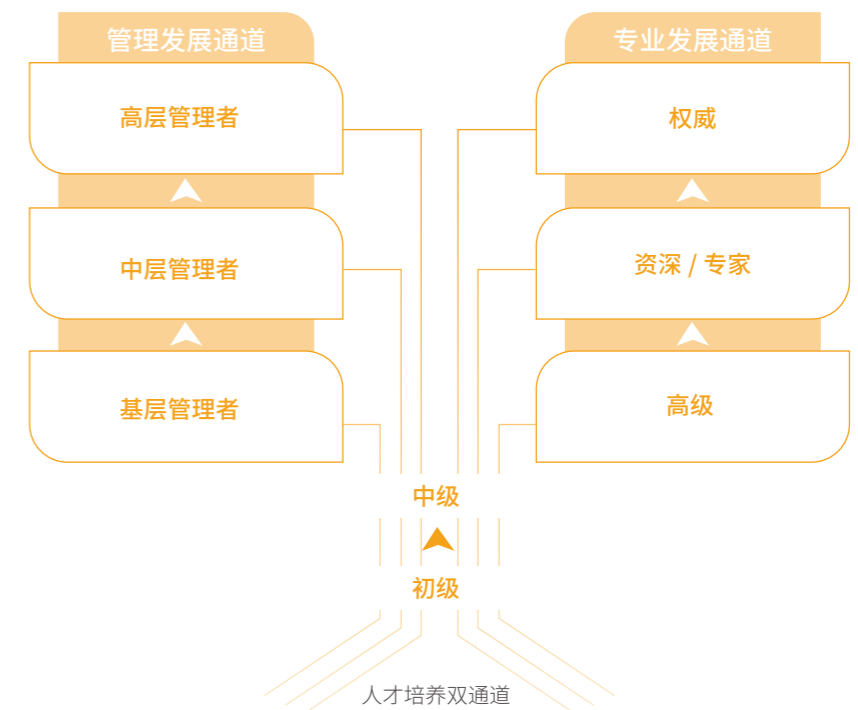 管理发展通道
高层管理者
中层管理者
基层管理者
专业发展通道
权威
资深 / 专家
高级
中级
初级
人才培养双通道